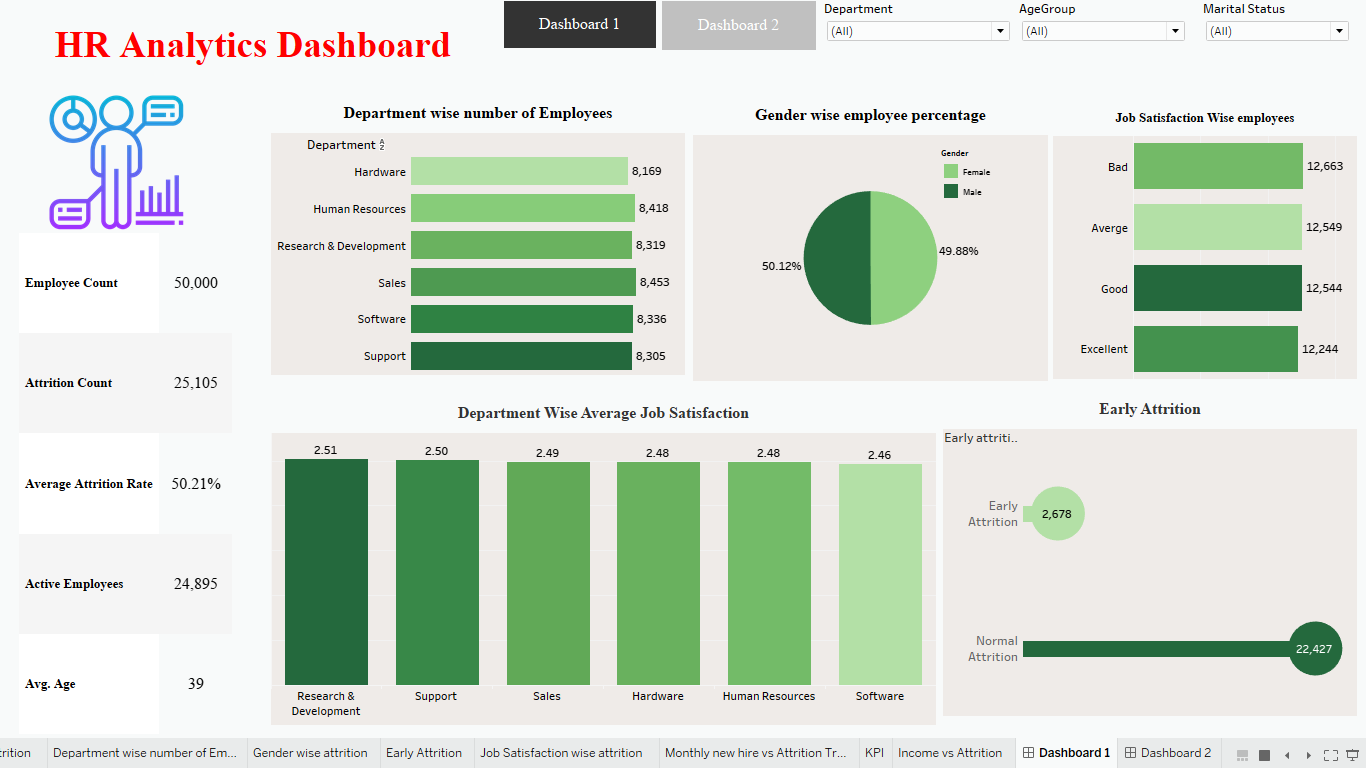 HR Analytics Dashboard
Dashboard 1
Dashboard 2
Department
(All)
AgeGroup
(All)
Marital Status
(All)
Employee Count 50,000
Attrition Count 25,105
Average Attrition Rate 50.21%
Active Employees 24,895
Avg. Age 39
Department wise number of Employees
Department
Hardware 8,169
Human Resources 8,418
Research & Development 8,319
Sales 8,453
Software 8,336
Support 8,305
Gender wise employee percentage
Gender
Female
Male
50.12%
49.88%
Job Satisfaction Wise employees
Bad 12,663
Averge 12,549
Good 12,544
Excellent 12,244
Department Wise Average Job Satisfaction
2.51 2.50 2.49 2.48 2.48 2.46
Research & Support Sales Hardware Human Resources Software
Development
Early Attrition
Early attriti..
Early
Attrition
2,678
Normal
Attrition
22,427
trition Department wise number of Em... Gender wise attrition Early Attrition Job Satisfaction wise attrition Monthly new hire vs Attrition Tr... KPI Income vs Attrition Dashboard 1 Dashboard 2